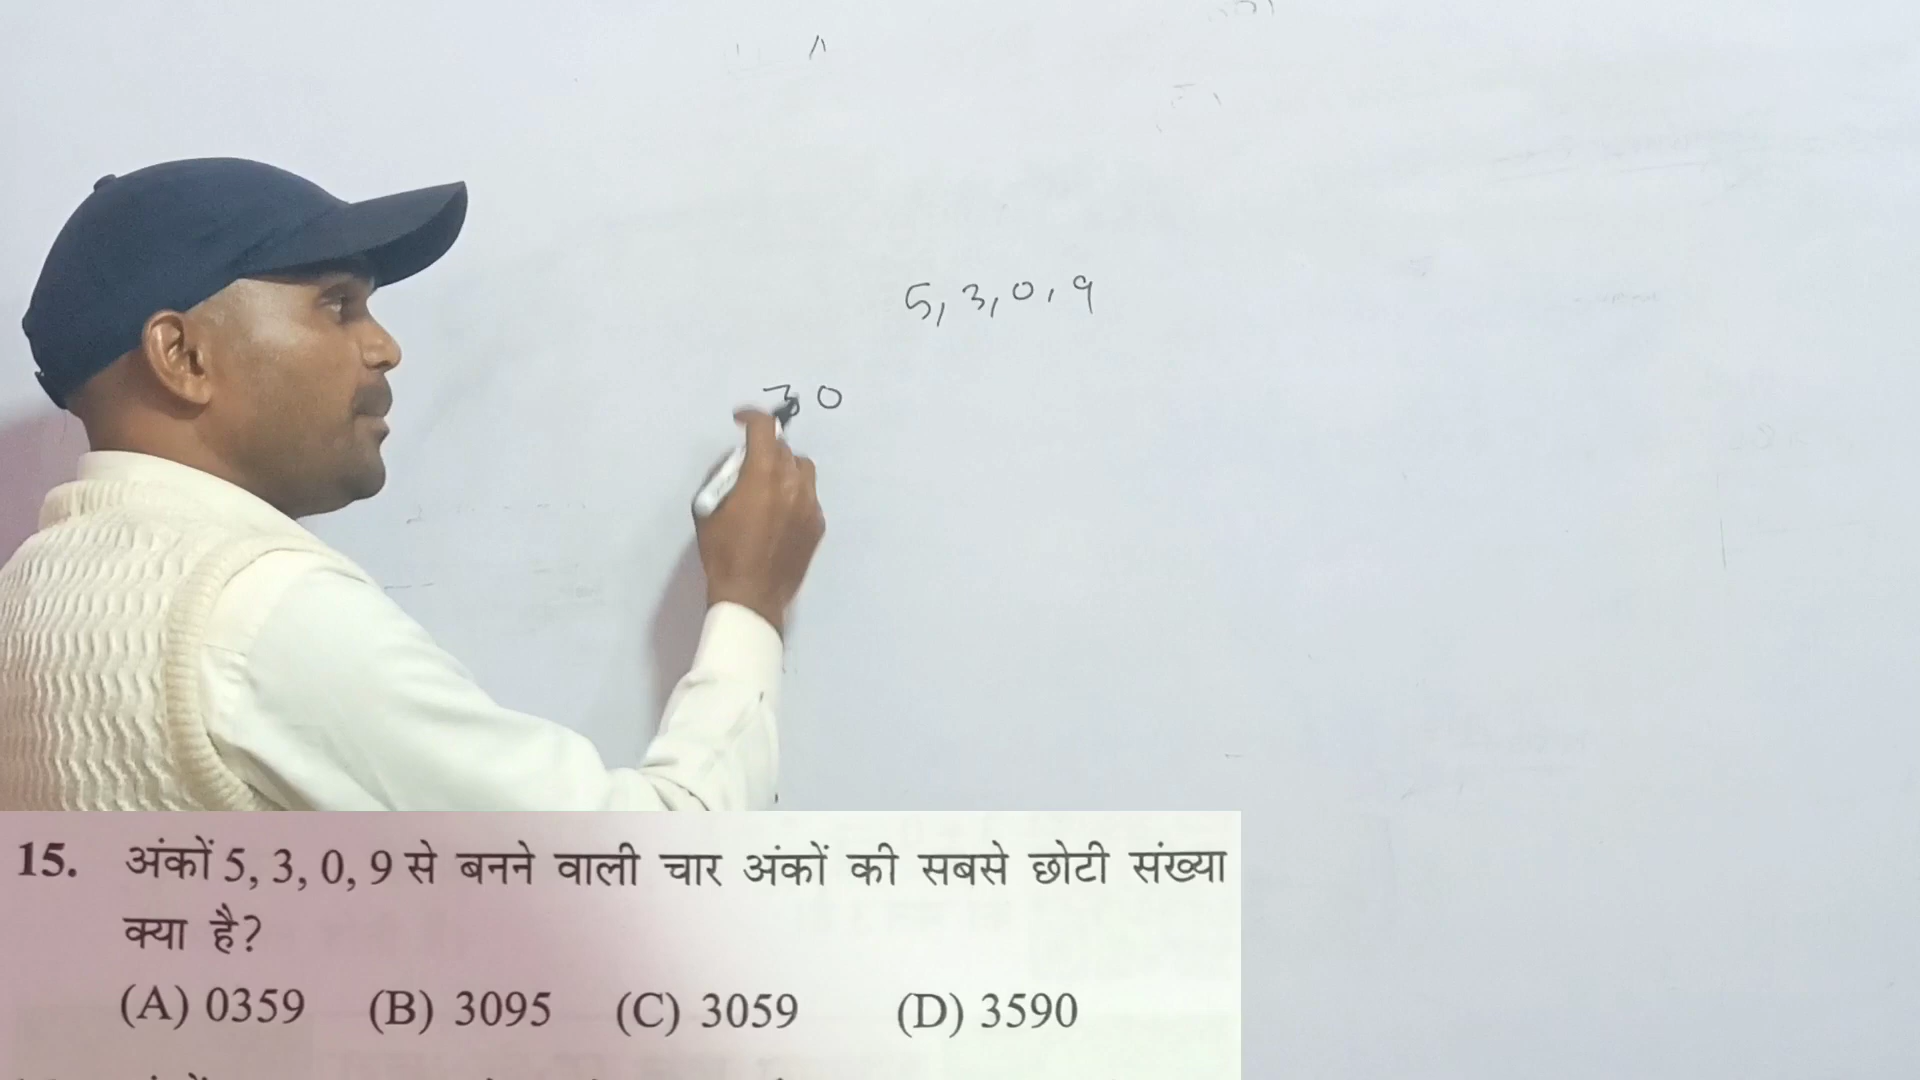 5, 3, 0, 9
30
15. अंकों 5, 3, 0, 9 से बनने वाली चार अंकों की सबसे छोटी संख्या
क्या है?
(A) 0359 (B) 3095 (C) 3059 (D) 3590